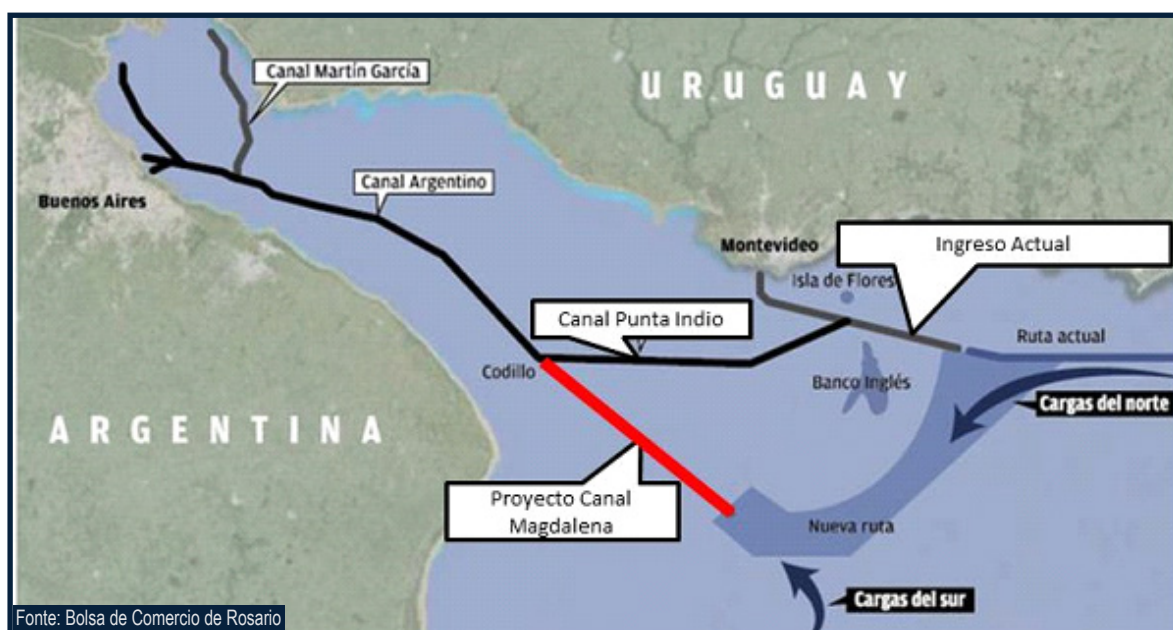 Canal Martín García
URUGUAY
Canal Argentino
Buenos Aires
Montevideo
Ingreso Actual
Isla de Flores
Canal Punta Indio
Ruta actual
Codillo
Banco Inglés
Cargas del norte
ARGENTINA
Proyecto Canal
Magdalena
Nueva ruta
Cargas del sur
Fonte: Bolsa de Comercio de Rosario